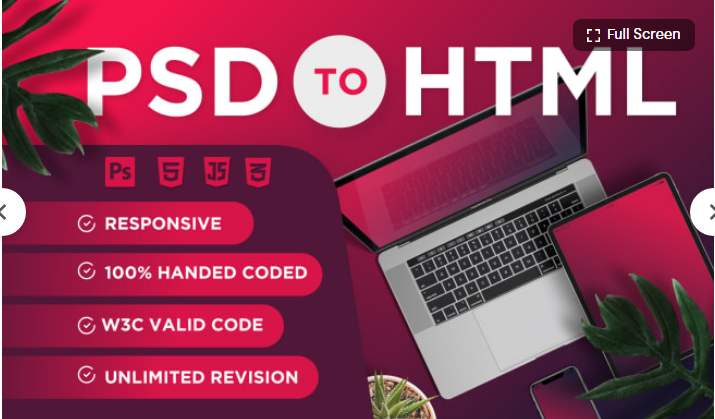 Full Screen
PSD TO HTML
Ps 5 JS 3
RESPONSIVE
100% HANDED CODED
W3C VALID CODE
UNLIMITED REVISION